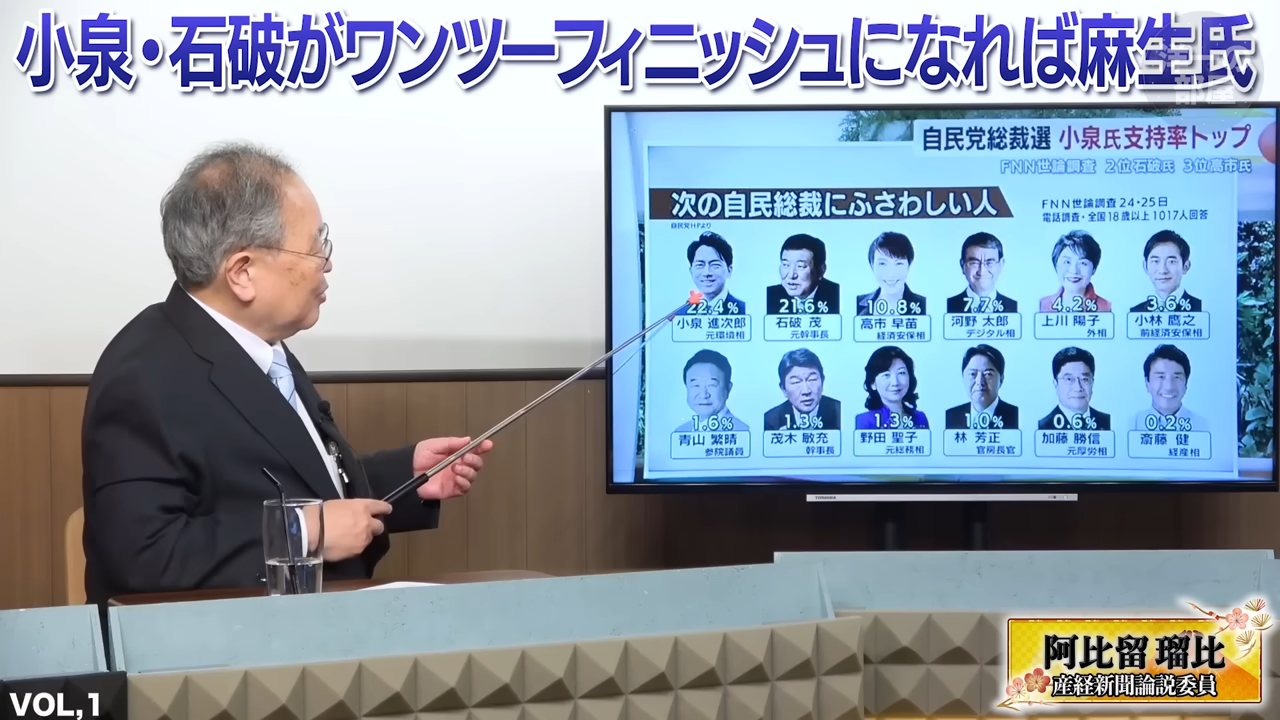 小泉・石破がワンツーフィニッシュになれば麻生氏
自民党総裁選 小泉氏支持率トップ
FNN世論調査 2位石破氏 3位高市氏
次の自民総裁にふさわしい人
FNN世論調査24・25日
電話調査・全国18歳以上1017人回答
自民党HPより
22.4% 21.6% 10.8% 7.7% 4.2% 3.6%
小泉 進次郎 石破 茂 高市 早苗 河野 太郎 上川 陽子 小林 鷹之
元環境相 元幹事長 経済安保相 デジタル相 外相 前経済安保相
1.6% 1.3% 1.3% 1.0% 0.6% 0.2%
青山 繁晴 茂木 敏充 野田 聖子 林 芳正 加藤 勝信 斎藤 健
参院議員 幹事長 元総務相 官房長官 元厚労相 経産相
TOSHIBA
阿比留 瑠比
産経新聞論説委員
VOL,1